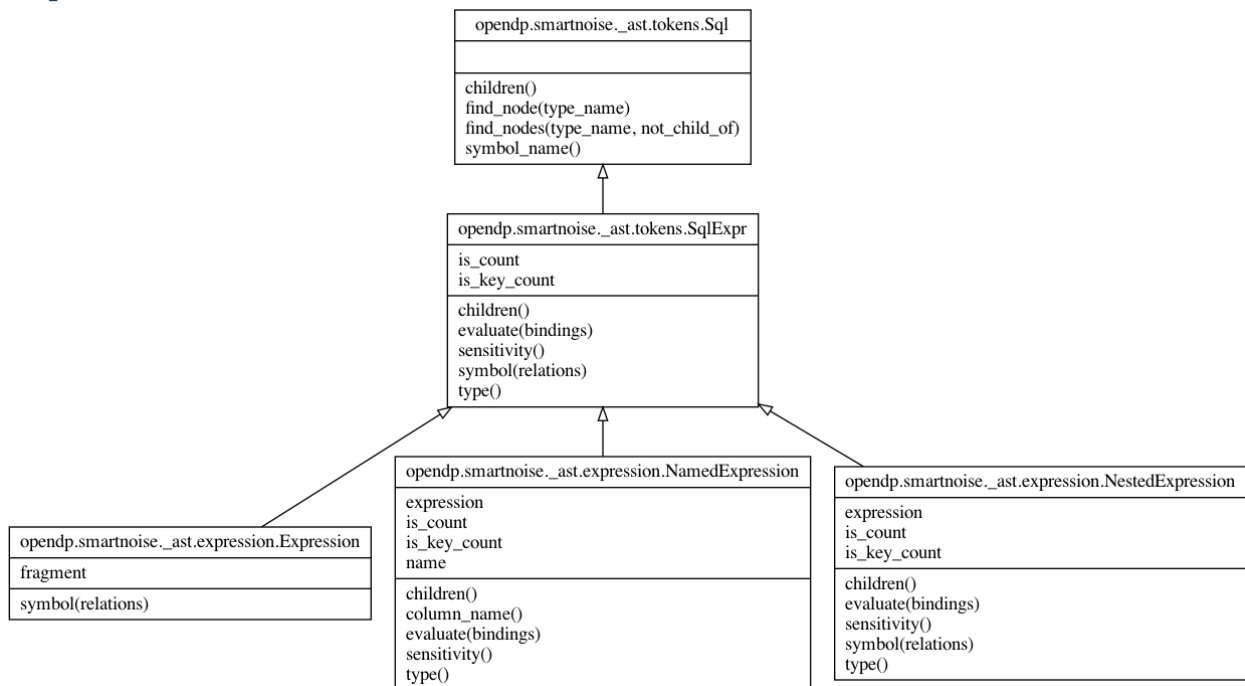 opendp.smartnoise._ast.tokens.Sql
children()
find_node(type_name)
find_nodes(type_name, not_child_of)
symbol_name()
opendp.smartnoise._ast.tokens.SqlExpr
is_count
is_key_count
children()
evaluate(bindings)
sensitivity()
symbol(relations)
type()
opendp.smartnoise._ast.expression.Expression
fragment
symbol(relations)
opendp.smartnoise._ast.expression.NamedExpression
expression
is_count
is_key_count
name
children()
column_name()
evaluate(bindings)
sensitivity()
type()
opendp.smartnoise._ast.expression.NestedExpression
expression
is_count
is_key_count
children()
evaluate(bindings)
sensitivity()
symbol(relations)
type()